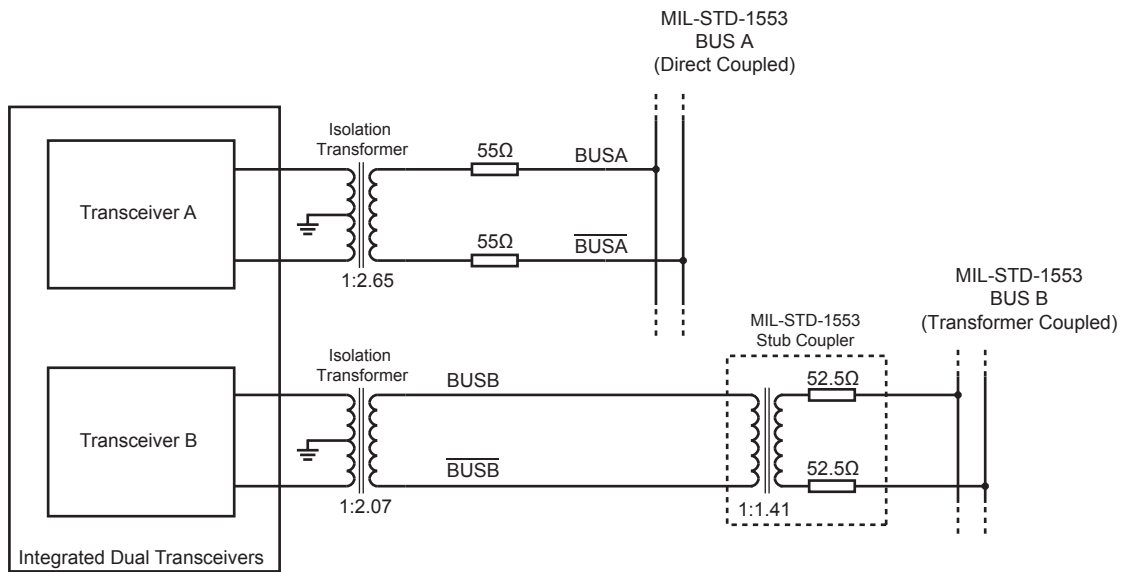 MIL-STD-1553
BUS A
(Direct Coupled)
Isolation
Transformer
55Ω
BUSA
Transceiver A
55Ω
BUSA
1:2.65
MIL-STD-1553
BUS B
(Transformer Coupled)
MIL-STD-1553
Stub Coupler
Isolation
Transformer
BUSB
52.5Ω
Transceiver B
BUSB
52.5Ω
1:2.07
1:1.41
Integrated Dual Transceivers